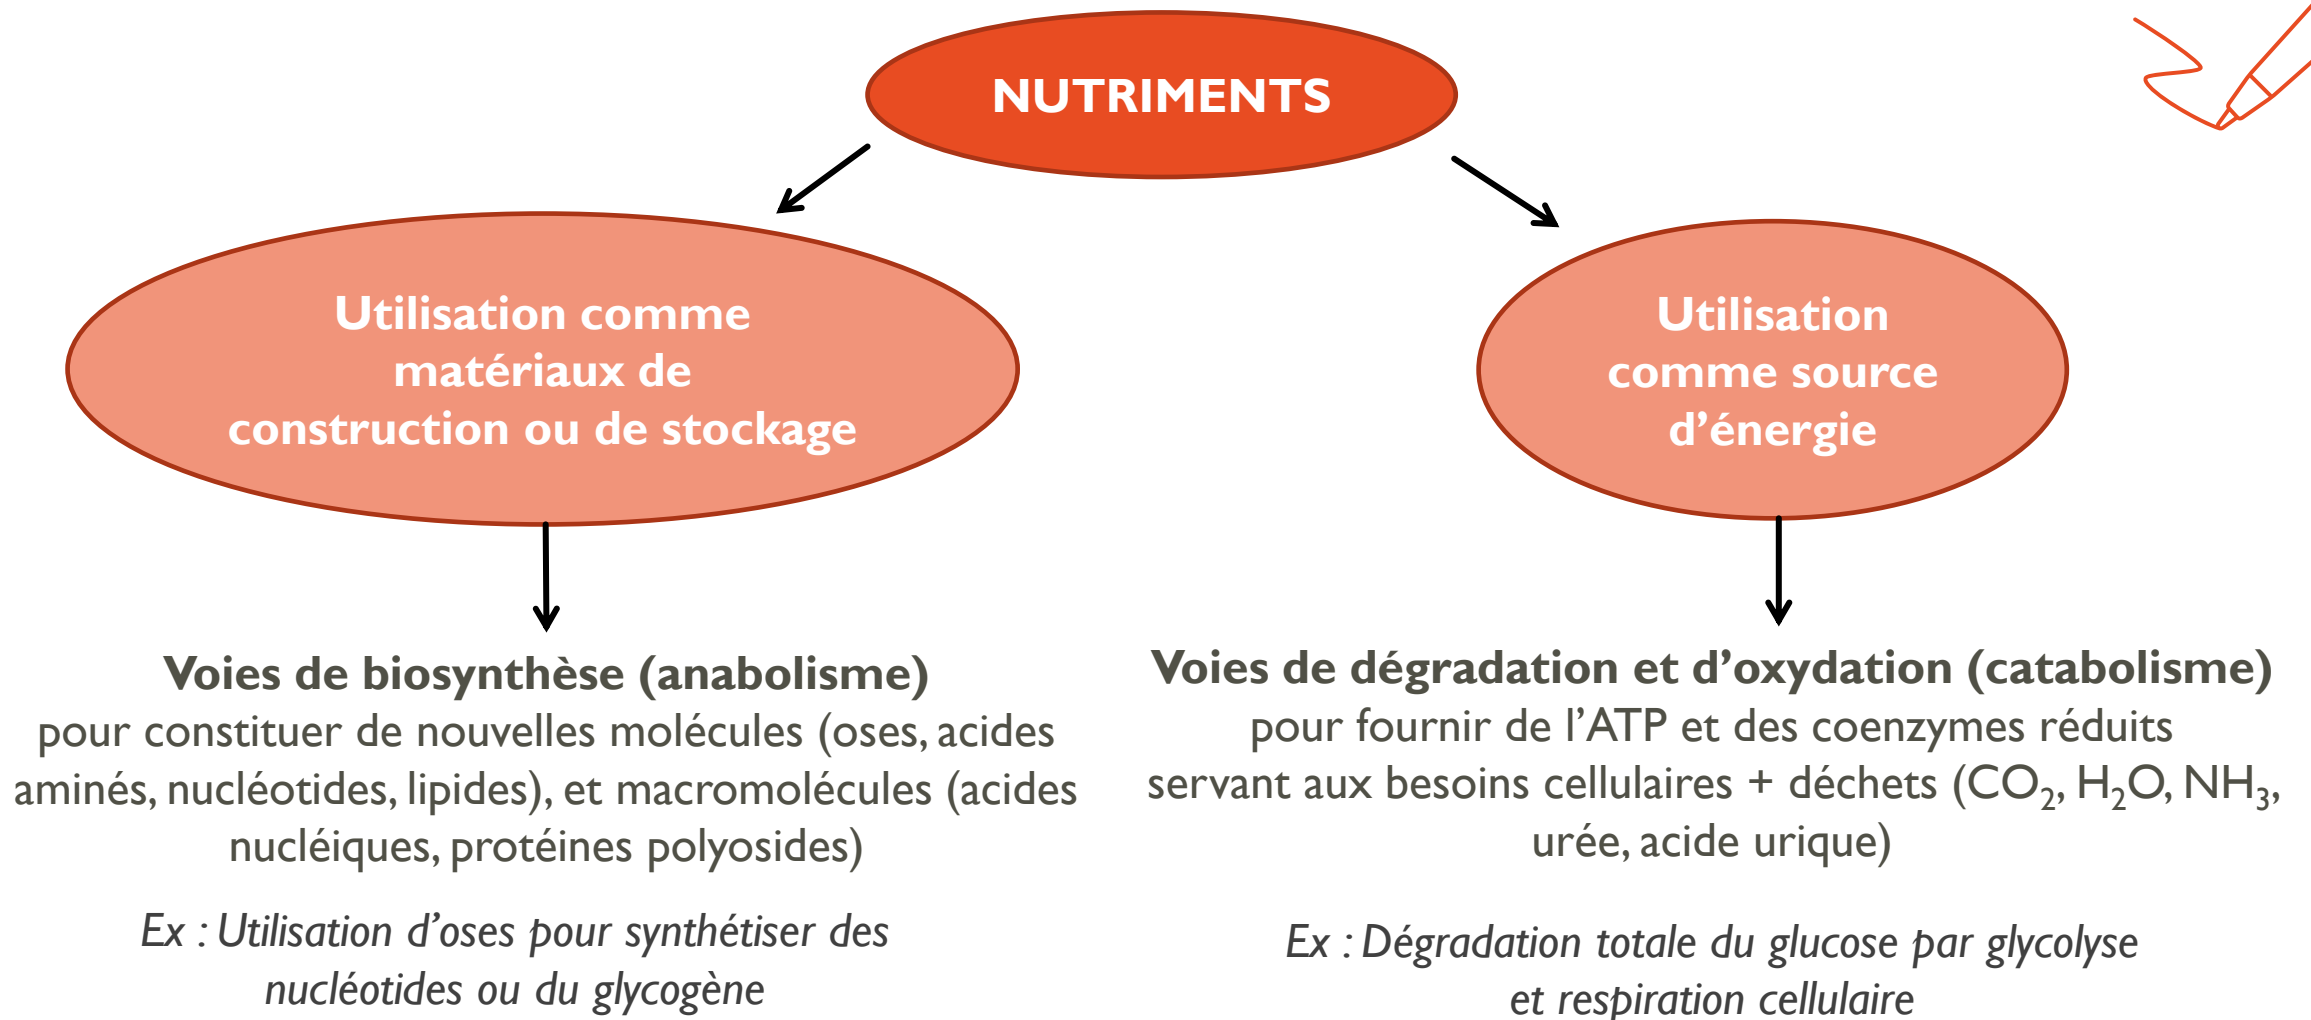 NUTRIMENTS
Utilisation comme
matériaux de
construction ou de stockage
Utilisation
comme source
d’énergie
Voies de biosynthèse (anabolisme)
pour constituer de nouvelles molécules (oses, acides
aminés, nucléotides, lipides), et macromolécules (acides
nucléiques, protéines polyosides)
Ex : Utilisation d’oses pour synthétiser des
nucléotides ou du glycogène
Voies de dégradation et d’oxydation (catabolisme)
pour fournir de l’ATP et des coenzymes réduits
servant aux besoins cellulaires + déchets (CO₂, H₂O, NH₃,
urée, acide urique)
Ex : Dégradation totale du glucose par glycolyse
et respiration cellulaire